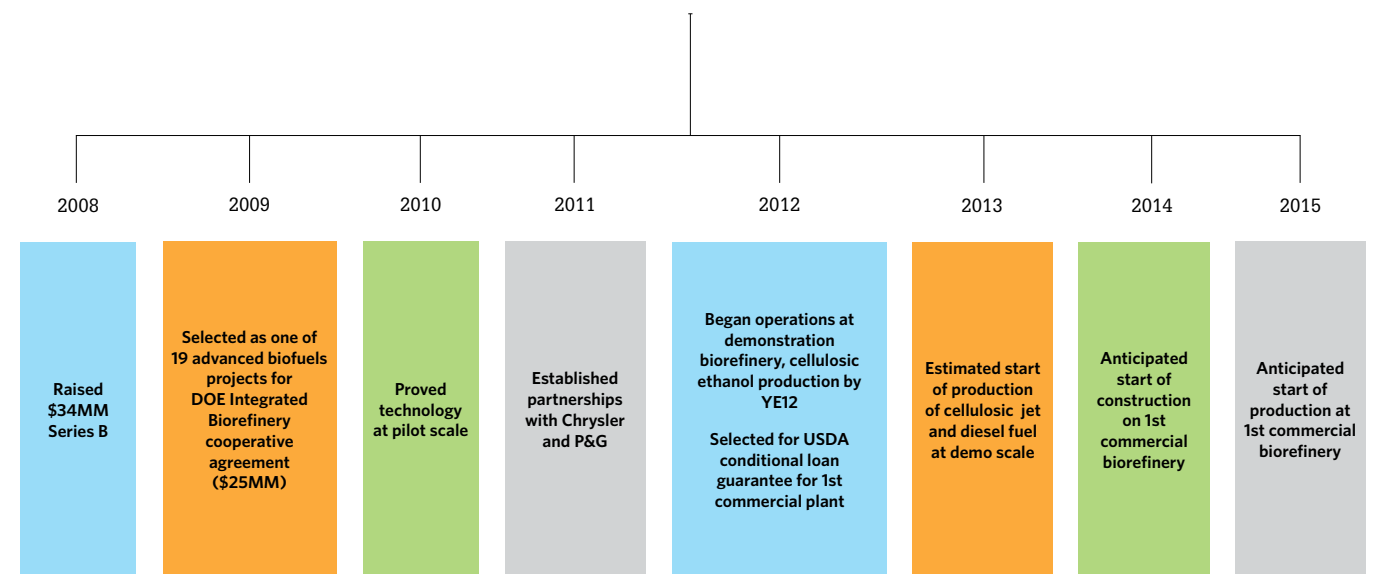 2008
2009
2010
2011
2012
2013
2014
2015
Raised
$34MM
Series B
Selected as one of
19 advanced biofuels
projects for
DOE Integrated
Biorefinery
cooperative
agreement
($25MM)
Proved
technology
at pilot scale
Established
partnerships
with Chrysler
and P&G
Began operations at
demonstration
biorefinery, cellulosic
ethanol production by
YE12
Selected for USDA
conditional loan
guarantee for 1st
commercial plant
Estimated start
of production
of cellulosic jet
and diesel fuel
at demo scale
Anticipated
start of
construction
on 1st
commercial
biorefinery
Anticipated
start of
production at
1st commercial
biorefinery